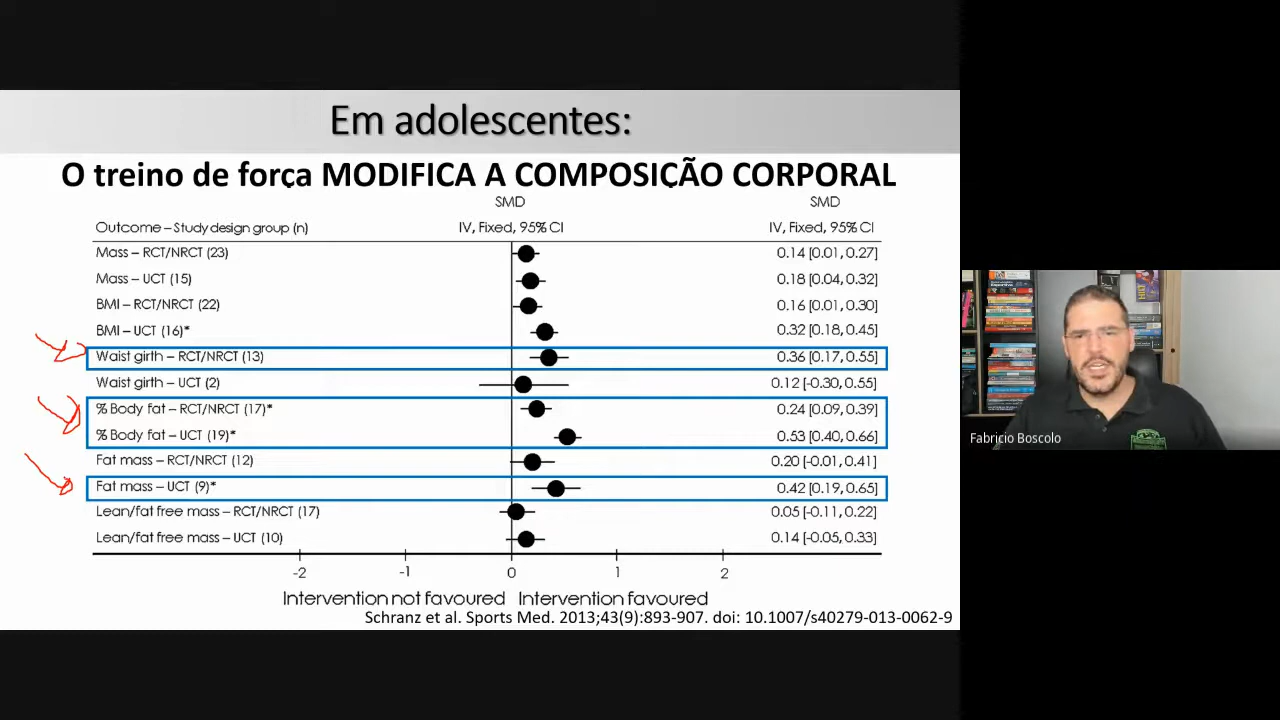 Em adolescentes:
O treino de força MODIFICA A COMPOSIÇÃO CORPORAL
SMD SMD
Outcome – Study design group (n) IV, Fixed, 95% CI IV, Fixed, 95% CI
Mass – RCT/NRCT (23) 0.14 [0.01, 0.27]
Mass – UCT (15) 0.18 [0.04, 0.32]
BMI – RCT/NRCT (22) 0.16 [0.01, 0.30]
BMI – UCT (16)* 0.32 [0.18, 0.45]
Waist girth – RCT/NRCT (13) 0.36 [0.17, 0.55]
Waist girth – UCT (2) 0.12 [-0.30, 0.55]
% Body fat – RCT/NRCT (17)* 0.24 [0.09, 0.39]
% Body fat – UCT (19)* 0.53 [0.40, 0.66]
Fat mass – RCT/NRCT (12) 0.20 [-0.01, 0.41]
Fat mass – UCT (9)* 0.42 [0.19, 0.65]
Lean/fat free mass – RCT/NRCT (17) 0.05 [-0.11, 0.22]
Lean/fat free mass – UCT (10) 0.14 [-0.05, 0.33]
-2 -1 0 1 2
Intervention not favoured Intervention favoured
Schranz et al. Sports Med. 2013;43(9):893-907. doi: 10.1007/s40279-013-0062-9
Fabricio Boscolo